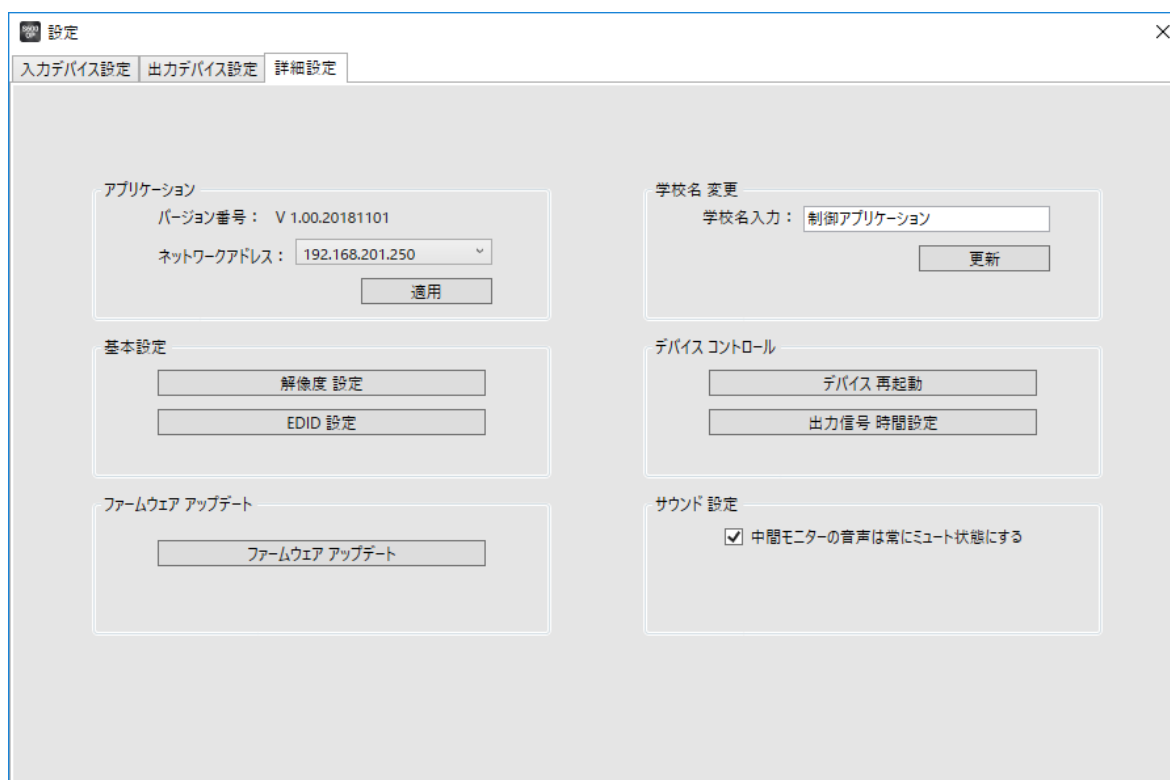 設定
入力デバイス設定 出力デバイス設定 詳細設定
アプリケーション
バージョン番号： V 1.00.20181101
ネットワークアドレス： 192.168.201.250
適用
学校名 変更
学校名入力： 制御アプリケーション
更新
基本設定
解像度 設定
EDID 設定
デバイス コントロール
デバイス 再起動
出力信号 時間設定
ファームウェア アップデート
ファームウェア アップデート
サウンド 設定
中間モニターの音声は常にミュート状態にする